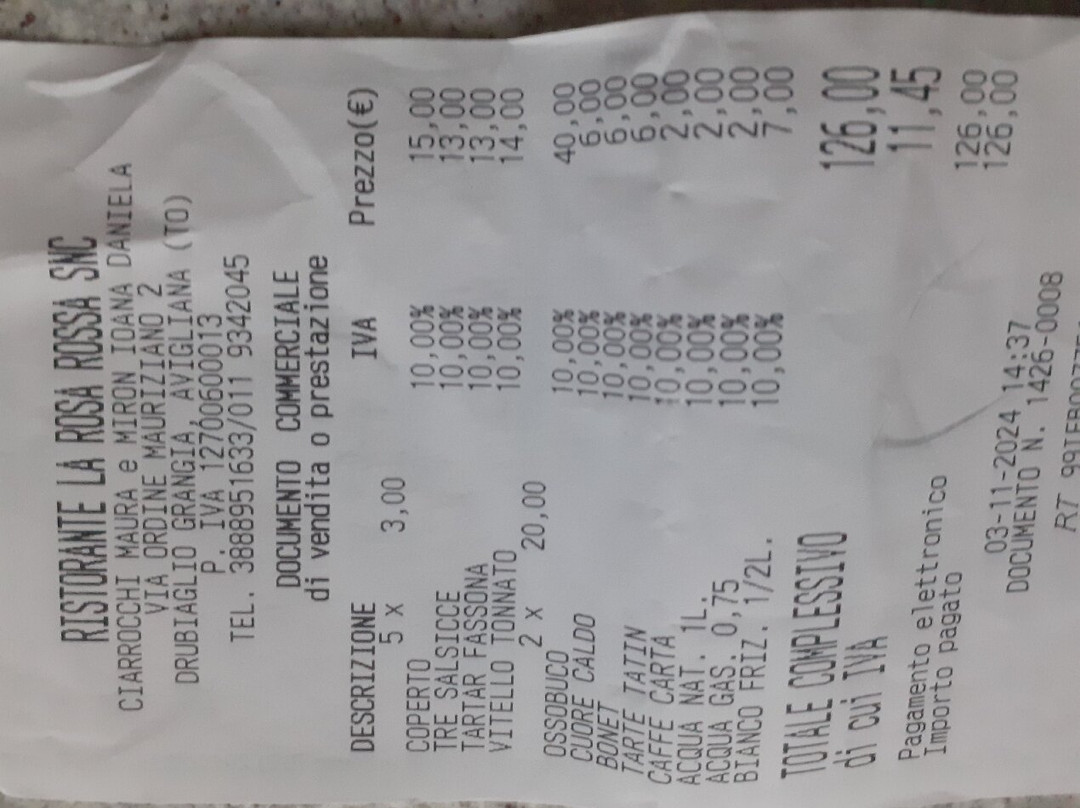 RISTORANTE LA ROSA ROSSA SNC
CIARROCCHI MAURA e MIRON IOANA DANIELA
VIA ORDINE MAURIZIANO 2
DRUBIAGLIO GRANGIA, AVIGLIANA (TO)
P. IVA 12700600013
TEL. 3888951633/011 9342045
DOCUMENTO COMMERCIALE
di vendita o prestazione
DESCRIZIONE IVA Prezzo(€)
5 x 3,00
COPERTO 10,00% 15,00
TRE SALSICCE 10,00% 13,00
TARTAR FASSONA 10,00% 13,00
VITELLO TONNATO 10,00% 14,00
2 x 20,00
OSSOBUCO 10,00% 40,00
CUORE CALDO 10,00% 6,00
BONET 10,00% 6,00
TARTE TATIN 10,00% 6,00
CAFFE CARTA 10,00% 2,00
ACQUA NAT. 1L. 10,00% 2,00
ACQUA GAS. 0,75 10,00% 2,00
BIANCO FRIZ. 1/2L. 10,00% 7,00
TOTALE COMPLESSIVO 126,00
di cui IVA 11,45
Pagamento elettronico 126,00
Importo pagato 126,00
03-11-2024 14:37
DOCUMENTO N. 1426-0008
RT